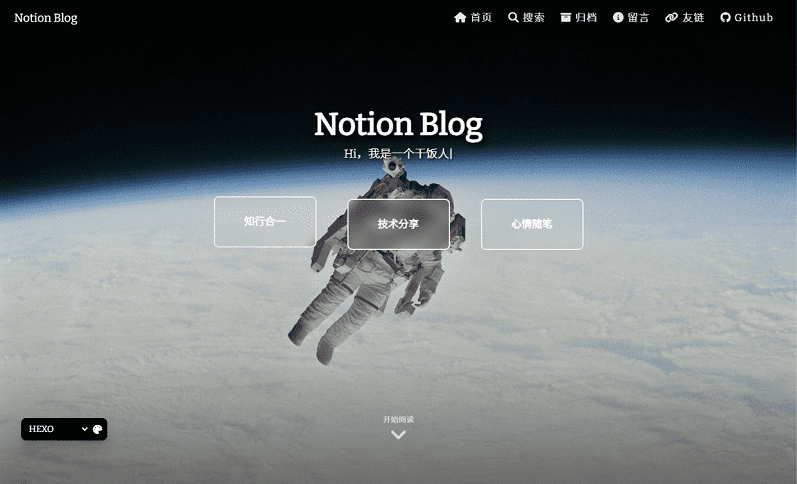 Notion Blog 首页 搜索 归档 留言 友链 Github
Notion Blog
Hi，我是一个干饭人|
知行合一 技术分享 心情随笔
开始阅读
HEXO